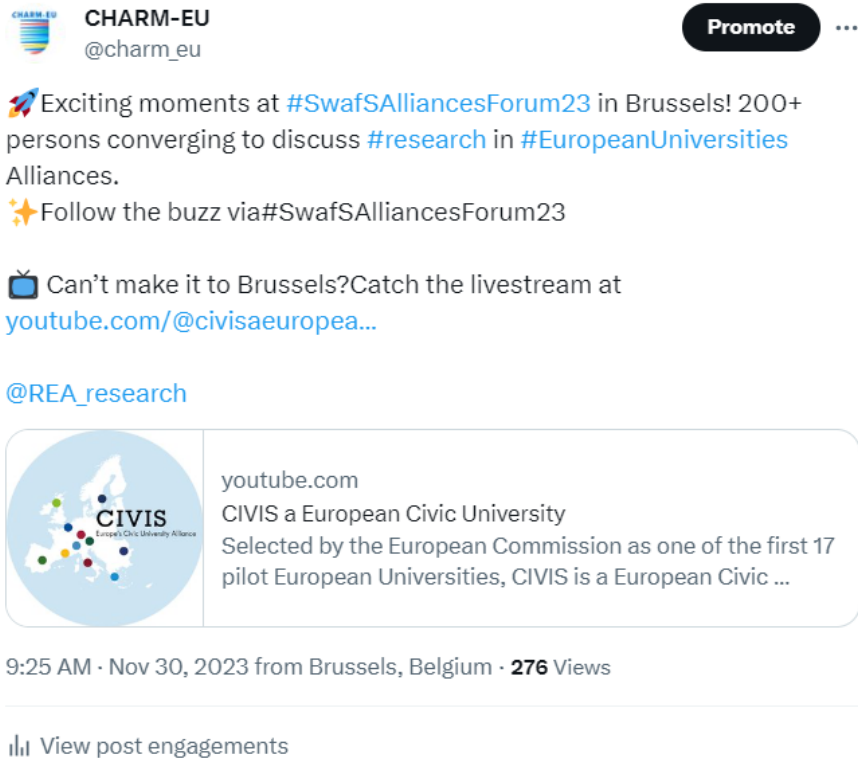 CHARM-EU
CHARM-EU
@charm_eu
Promote
🚀Exciting moments at #SwafSAlliancesForum23 in Brussels! 200+
persons converging to discuss #research in #EuropeanUniversities
Alliances.
✨Follow the buzz via#SwafSAlliancesForum23
📺 Can’t make it to Brussels?Catch the livestream at
youtube.com/@civisaeuropea...
@REA_research
CIVIS
Europe's Civic University Alliance
youtube.com
CIVIS a European Civic University
Selected by the European Commission as one of the first 17
pilot European Universities, CIVIS is a European Civic ...
9:25 AM · Nov 30, 2023 from Brussels, Belgium · 276 Views
View post engagements